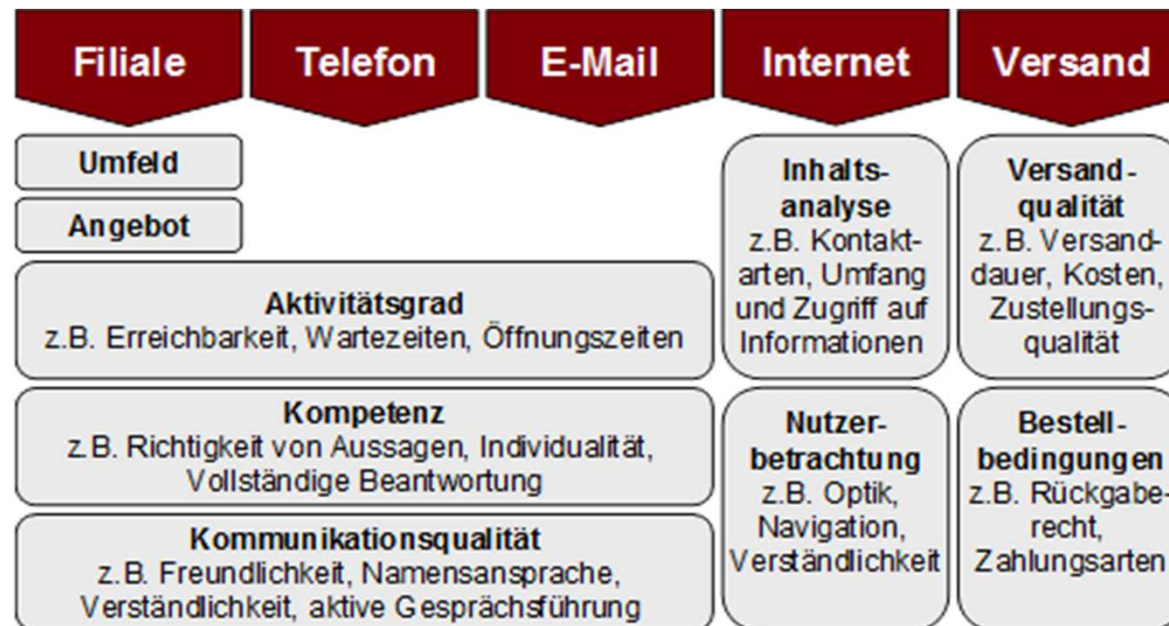 Filiale
Telefon
E-Mail
Internet
Versand
Umfeld
Angebot
Aktivitätsgrad
z.B. Erreichbarkeit, Wartezeiten, Öffnungszeiten
Kompetenz
z.B. Richtigkeit von Aussagen, Individualität,
Vollständige Beantwortung
Kommunikationsqualität
z.B. Freundlichkeit, Namensansprache,
Verständlichkeit, aktive Gesprächsführung
Inhalts-
analyse
z.B. Kontakt-
arten, Umfang
und Zugriff auf
Informationen
Nutzer-
betrachtung
z.B. Optik,
Navigation,
Verständlichkeit
Versand-
qualität
z.B. Versand-
dauer, Kosten,
Zustellungs-
qualität
Bestell-
bedingungen
z.B. Rückgabe-
recht,
Zahlungsarten